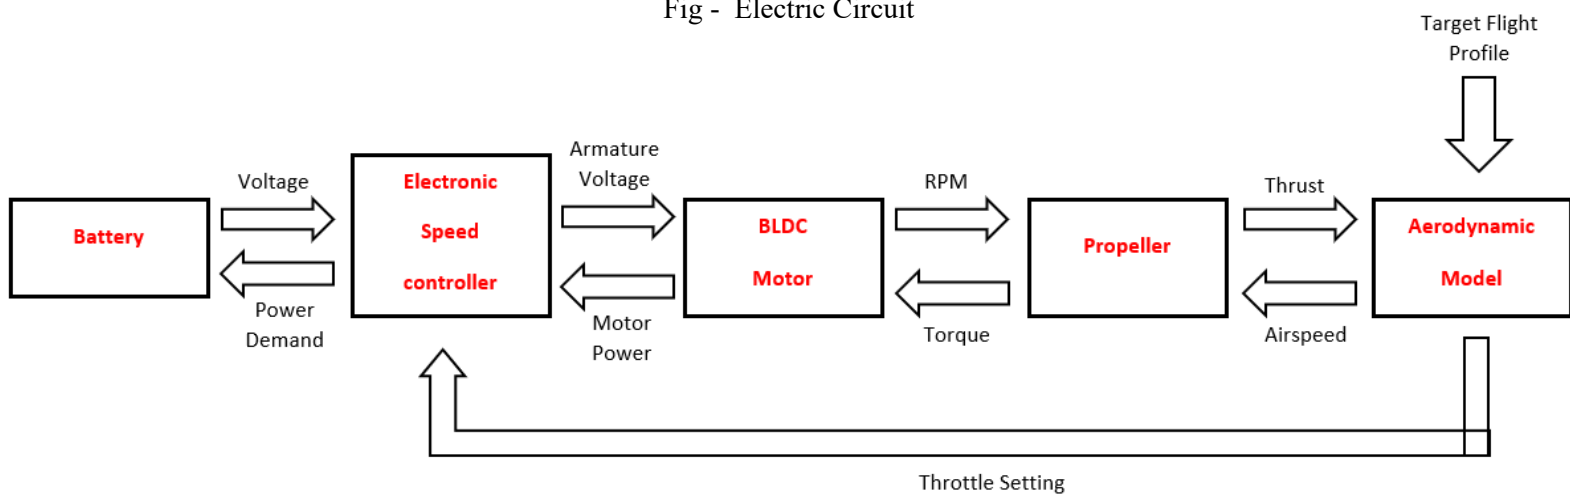 Fig -  Electric Circuit
Target Flight
Profile
Battery
Voltage
Power
Demand
Electronic
Speed
controller
Armature
Voltage
Motor
Power
BLDC
Motor
RPM
Torque
Propeller
Thrust
Airspeed
Aerodynamic
Model
Throttle Setting